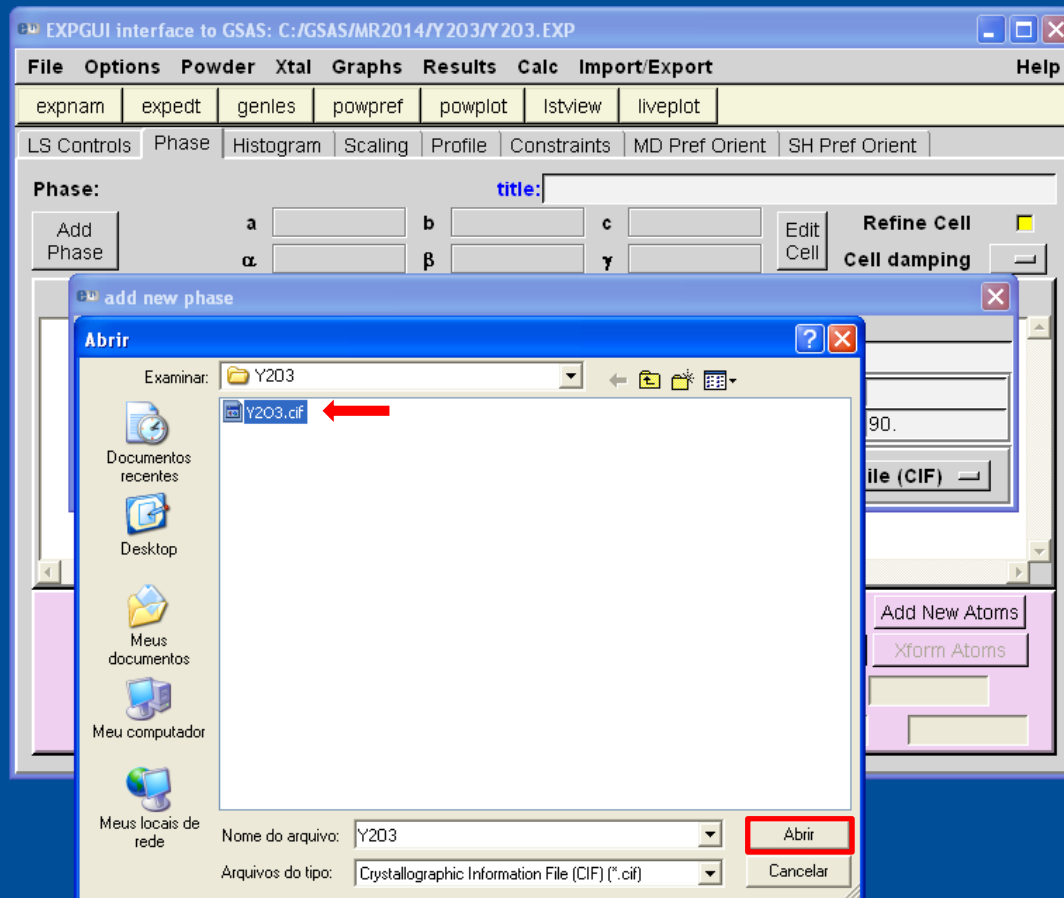 EXPGUI interface to GSAS: C:/GSAS/MR2014/Y2O3/Y2O3.EXP
File Options Powder Xtal Graphs Results Calc Import/Export Help
expnam expedt genles powpref powplot lstview liveplot
LS Controls Phase Histogram Scaling Profile Constraints MD Pref Orient SH Pref Orient
Phase: title:
Add Phase a b c Edit Cell Refine Cell
α β γ Cell damping
add new phase
Abrir
Examinar: Y2O3
Y2O3.cif
90.
ile (CIF)
Documentos
recentes
Desktop
Meus
documentos
Meu computador
Meus locais de
rede
Add New Atoms
Xform Atoms
Nome do arquivo: Y2O3 Abrir
Arquivos do tipo: Crystallographic Information File (CIF) (*.cif) Cancelar